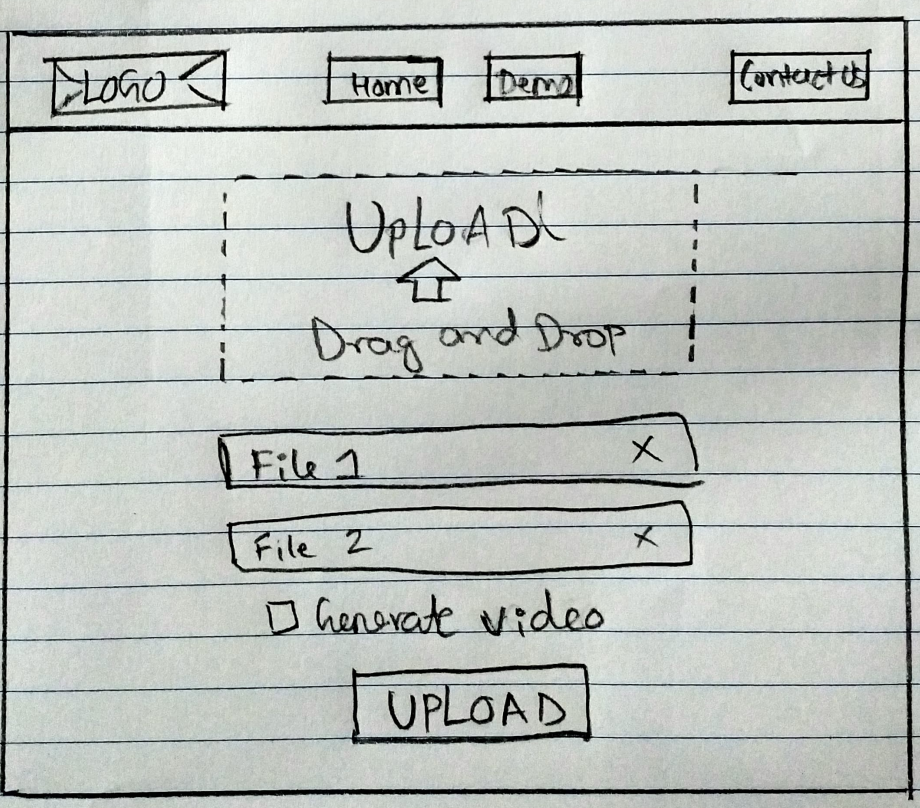 LOGO Home Demo Contact Us
UpLOAD
Drag and Drop
File 1 X
File 2 X
Generate video
UPLOAD